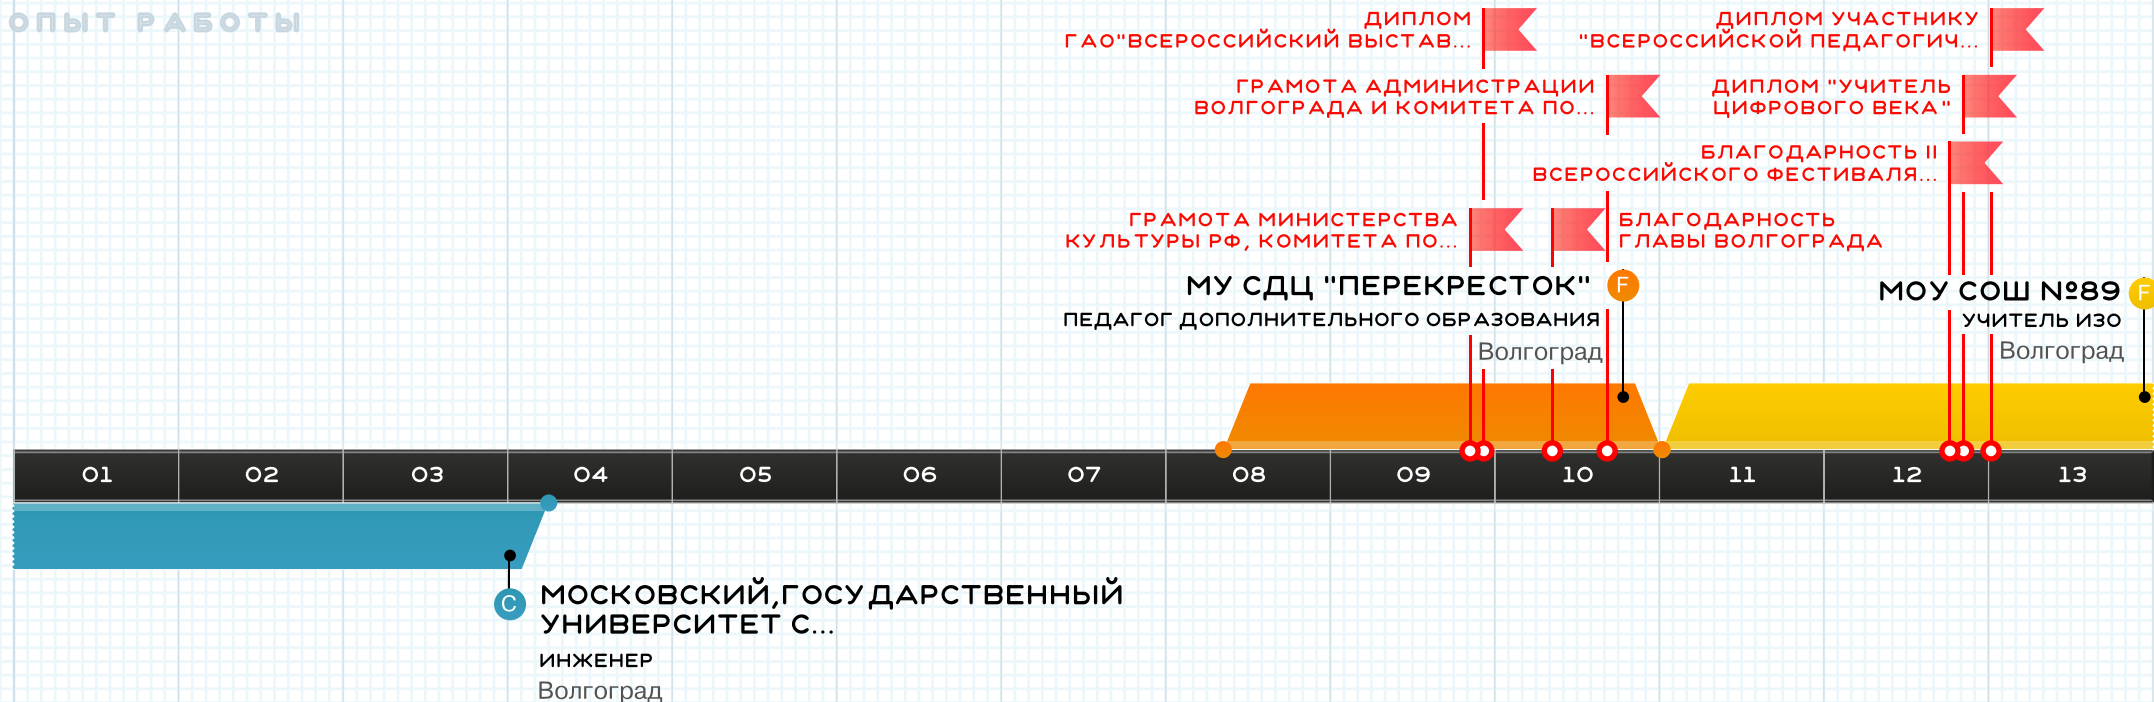 ОПЫТ РАБОТЫ
ДИПЛОМ
ГАО"ВСЕРОССИЙСКИЙ ВЫСТАВ...
ДИПЛОМ УЧАСТНИКУ
"ВСЕРОССИЙСКОЙ ПЕДАГОГИЧ...
ГРАМОТА АДМИНИСТРАЦИИ
ВОЛГОГРАДА И КОМИТЕТА ПО...
ДИПЛОМ "УЧИТЕЛЬ
ЦИФРОВОГО ВЕКА"
БЛАГОДАРНОСТЬ II
ВСЕРОССИЙСКОГО ФЕСТИВАЛЯ...
ГРАМОТА МИНИСТЕРСТВА
КУЛЬТУРЫ РФ, КОМИТЕТА ПО...
БЛАГОДАРНОСТЬ
ГЛАВЫ ВОЛГОГРАДА
МУ СДЦ "ПЕРЕКРЕСТОК" F
ПЕДАГОГ ДОПОЛНИТЕЛЬНОГО ОБРАЗОВАНИЯ
Волгоград
МОУ СОШ №89 F
УЧИТЕЛЬ ИЗО
Волгоград
01 02 03 04 05 06 07 08 09 10 11 12 13
C МОСКОВСКИЙ,ГОСУДАРСТВЕННЫЙ
УНИВЕРСИТЕТ С...
ИНЖЕНЕР
Волгоград